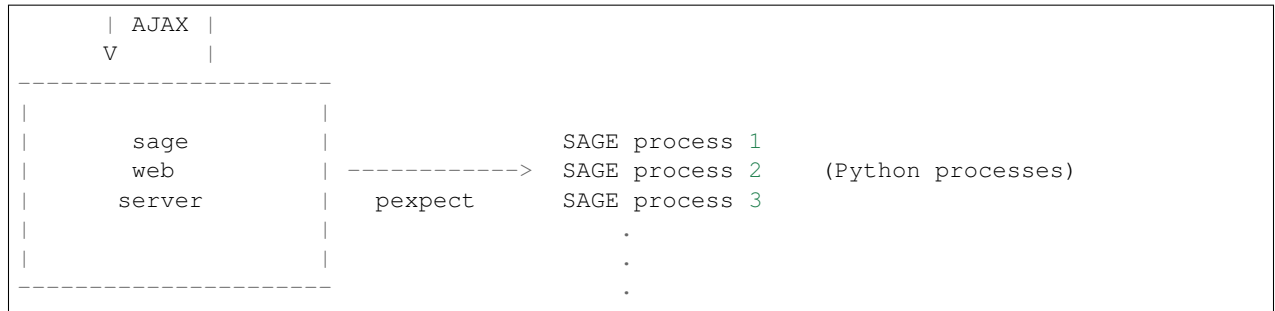 | AJAX |
      V      |
----------------------
|                    |
|       sage         |                SAGE process 1
|       web          | ------------>  SAGE process 2    (Python processes)
|      server        |   pexpect      SAGE process 3
|                    |                    .
|                    |                    .
----------------------                    .